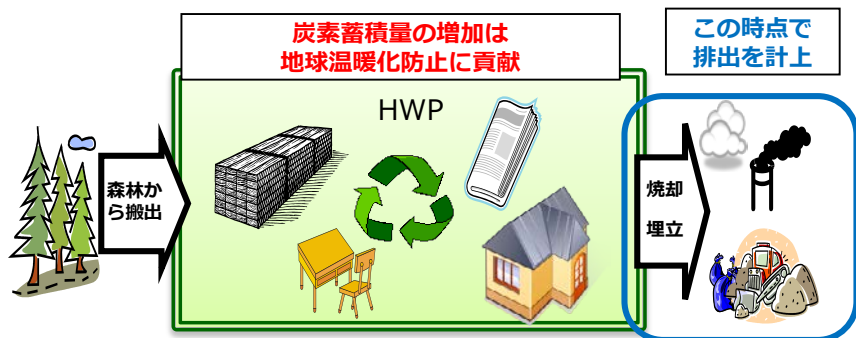 炭素蓄積量の増加は
地球温暖化防止に貢献
この時点で
排出を計上
HWP
森林か
ら搬出
焼却
埋立